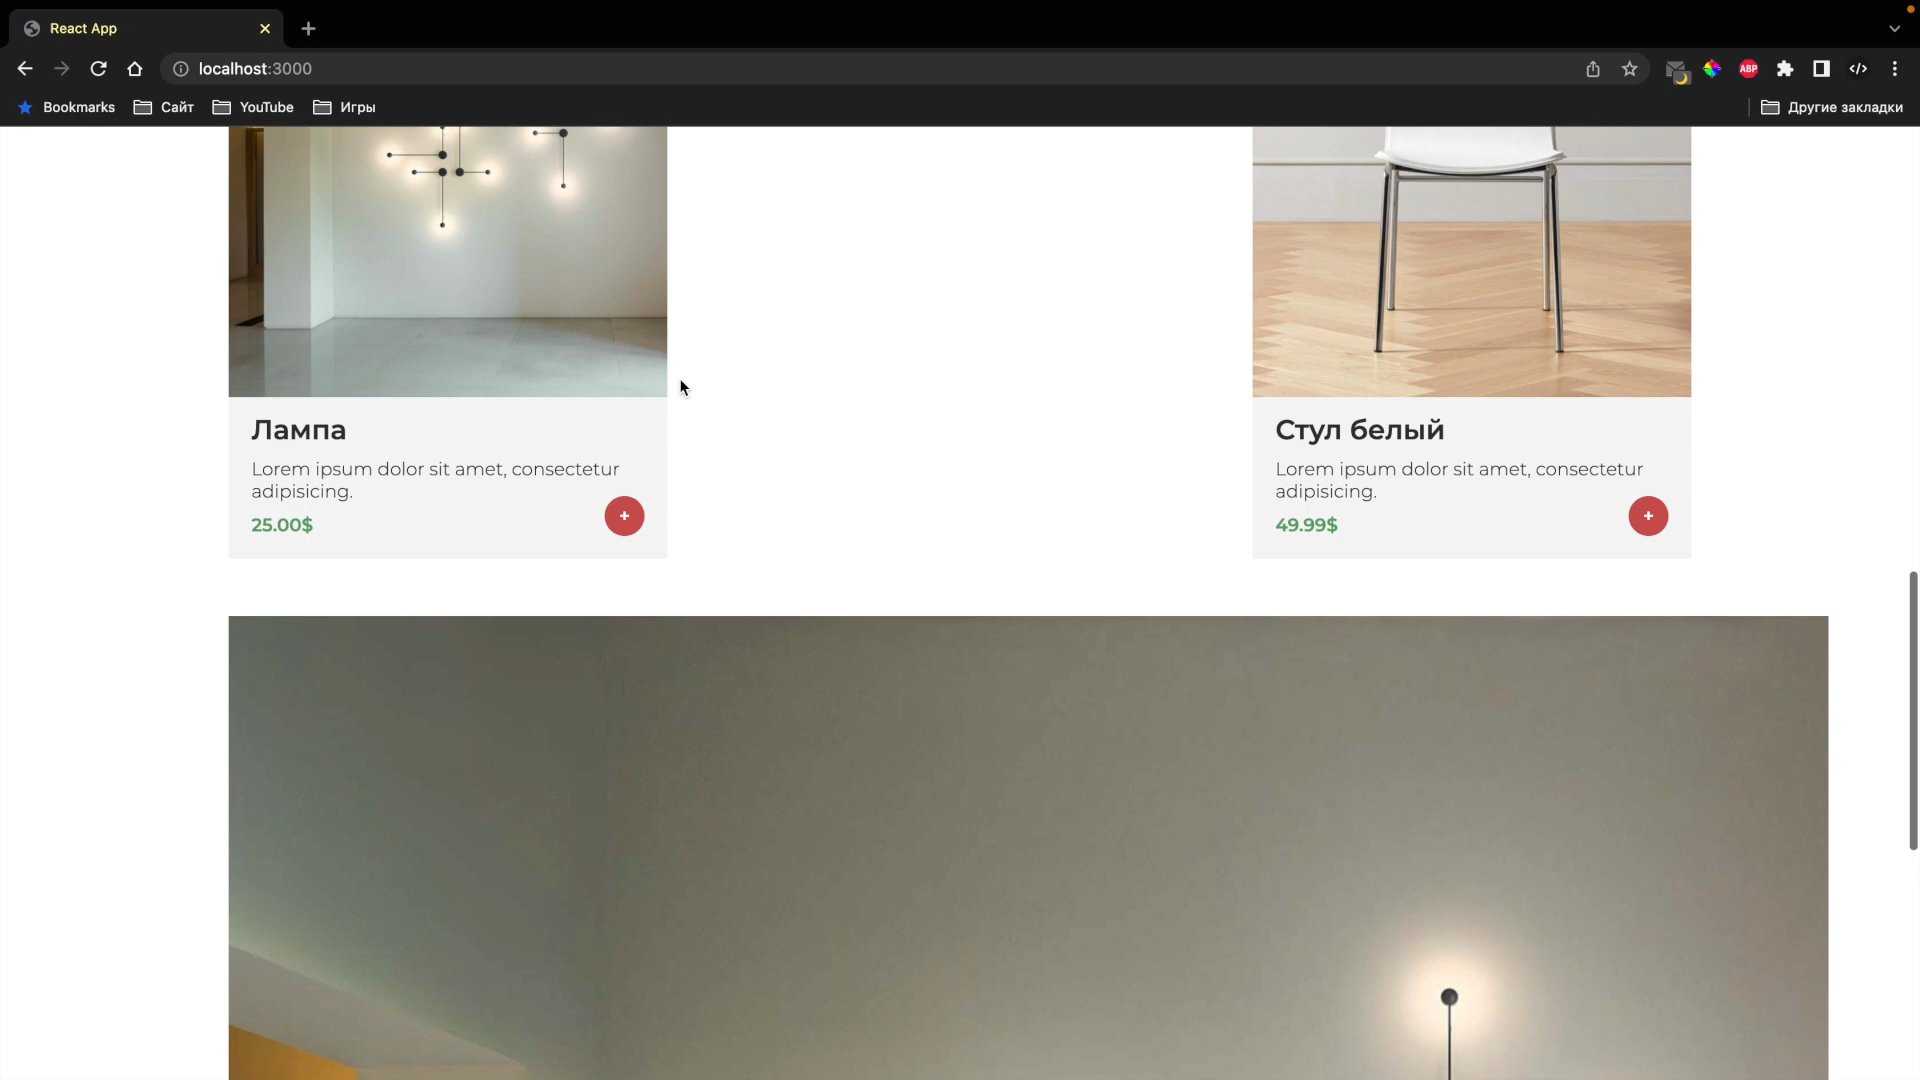 React App
localhost:3000
ABP
Bookmarks
Сайт
YouTube
Игры
Другие закладки
Лампа
Lorem ipsum dolor sit amet, consectetur
adipisicing.
25.00$
+
Стул белый
Lorem ipsum dolor sit amet, consectetur
adipisicing.
49.99$
+